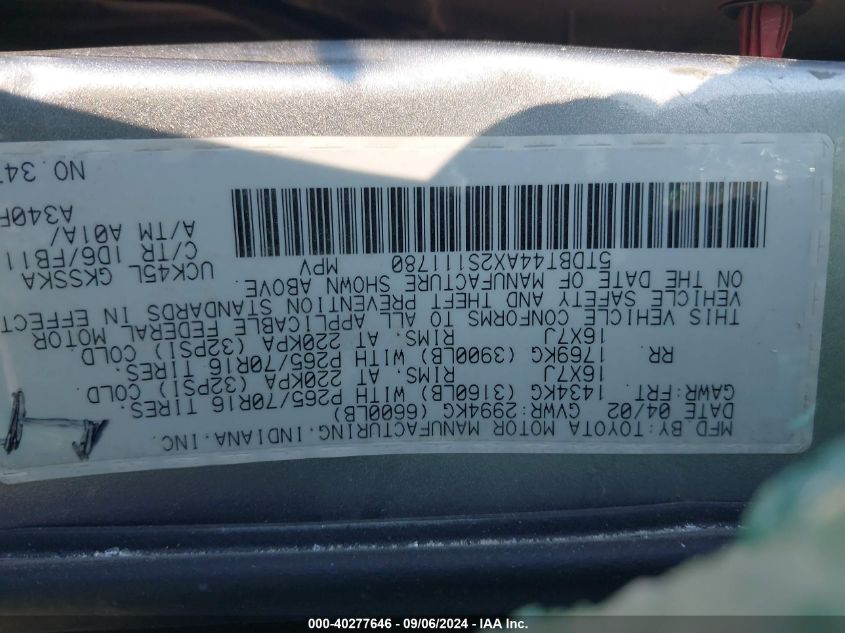 MFD BY:TOYOTA MOTOR MANUFACTURING.INDIANA.INC.
DATE 04/02 GVWR:2994KG (6600LB)
GAWR:FRT. 1434KG (3160LB) WITH P265/70R16 TIRES.
16X7J RIMS. AT 220KPA (32PSI) COLD
RR. 1769KG (3900LB) WITH P265/70R16 TIRES.
16X7J RIMS. AT 220KPA (32PSI) COLD
THIS VEHICLE CONFORMS TO ALL APPLICABLE FEDERAL MOTOR
VEHICLE SAFETY AND THEFT PREVENTION STANDARDS IN EFFECT
ON THE DATE OF MANUFACTURE SHOWN ABOVE.
5TDBT44AX2S111780 MPV
UCK45L GKSSKA
C/TR 1D6/FB11
A/TM A01A/
A340F
NO.347
000-40277646 - 09/06/2024 - IAA Inc.